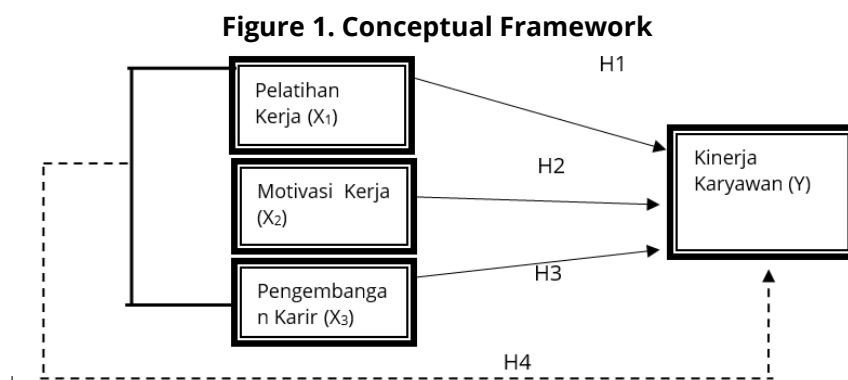 Figure 1. Conceptual Framework
H1
Pelatihan
Kerja (X₁)
H2
Motivasi Kerja
(X₂)
Kinerja
Karyawan (Y)
H3
Pengembanga
n Karir (X₃)
H4